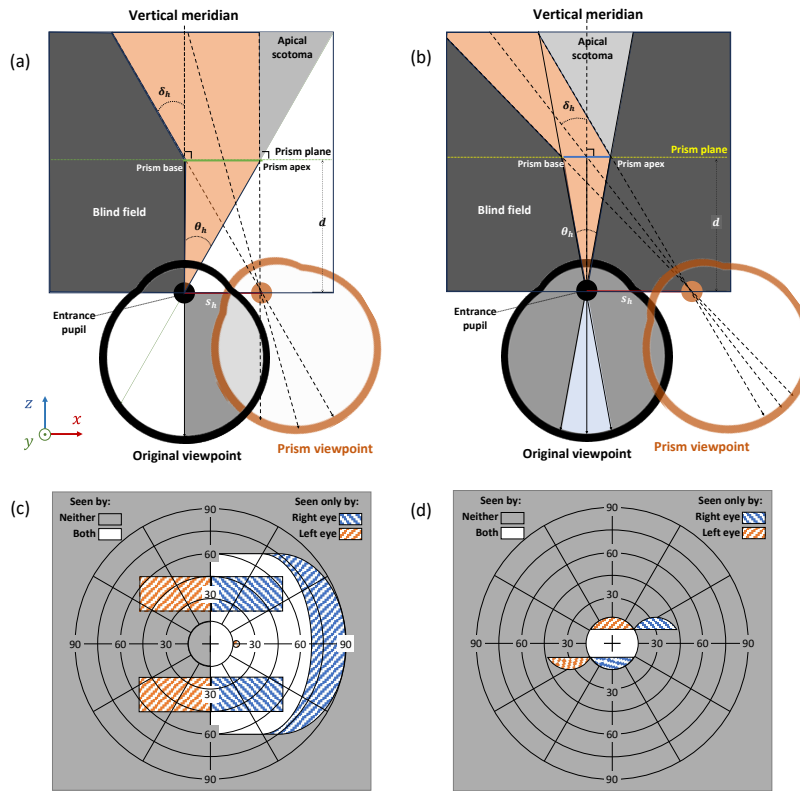 (a)
Vertical meridian
Apical
scotoma
δh
Prism plane
Prism base
Prism apex
Blind field
θh
d
Entrance
pupil
sh
z
x
y
Original viewpoint
Prism viewpoint
(b)
Vertical meridian
Apical
scotoma
δh
Prism plane
Prism base
Prism apex
Blind field
θh
d
Entrance
pupil
sh
Original viewpoint
Prism viewpoint
(c)
Seen by:
Neither
Both
Seen only by:
Right eye
Left eye
90
60
30
90
60
30
30
60
90
30
60
90
(d)
Seen by:
Neither
Both
Seen only by:
Right eye
Left eye
90
60
30
90
60
30
30
60
90
30
60
90